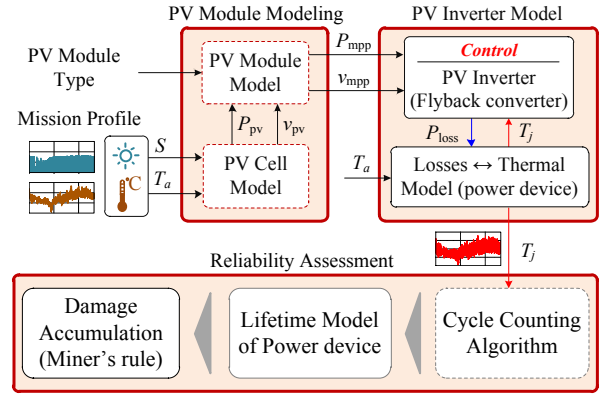 PV Module Modeling
PV Inverter Model
PV Module
Type
PV Module
Model
P_mpp
v_mpp
Control
PV Inverter
(Flyback converter)
Mission Profile
P_pv
v_pv
P_loss
T_j
S
T_a
°C
PV Cell
Model
T_a
Losses ↔ Thermal
Model (power device)
T_j
Reliability Assessment
Damage
Accumulation
(Miner's rule)
Lifetime Model
of Power device
Cycle Counting
Algorithm